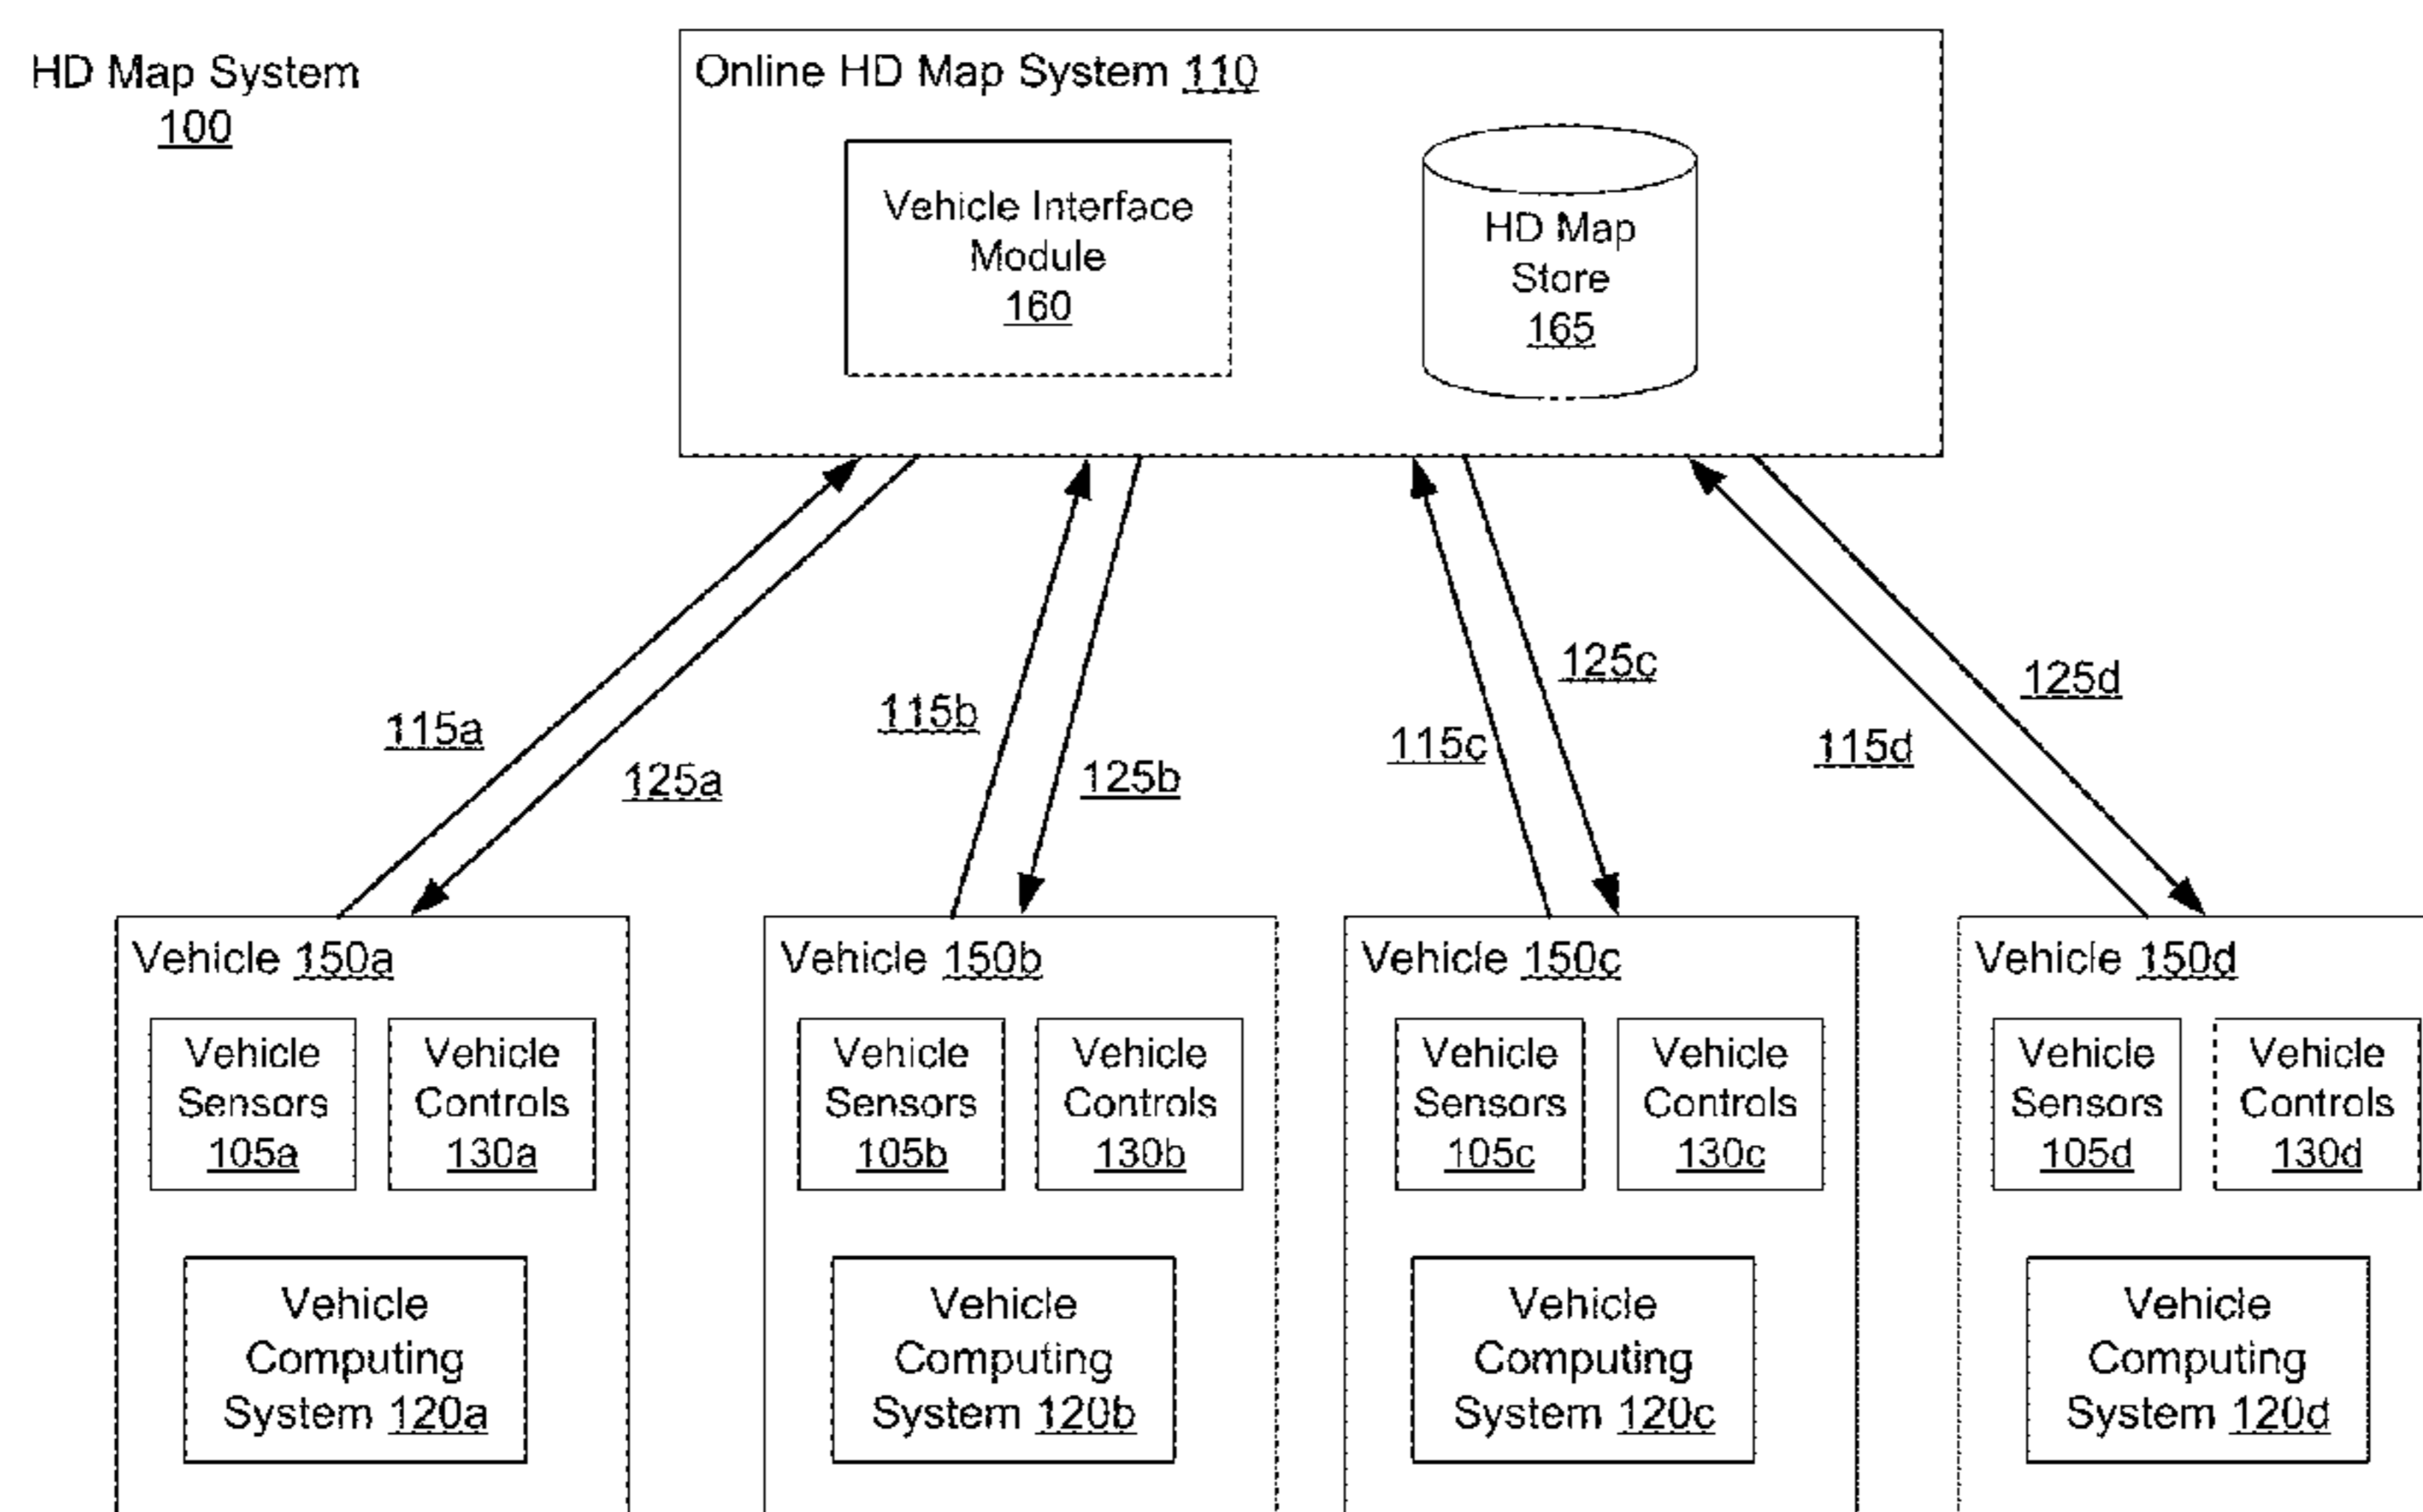 HD Map System
100
Online HD Map System 110
Vehicle Interface
Module
160
HD Map
Store
165
115a
125a
115b
125b
115c
125c
115d
125d
Vehicle 150a
Vehicle
Sensors
105a
Vehicle
Controls
130a
Vehicle
Computing
System 120a
Vehicle 150b
Vehicle
Sensors
105b
Vehicle
Controls
130b
Vehicle
Computing
System 120b
Vehicle 150c
Vehicle
Sensors
105c
Vehicle
Controls
130c
Vehicle
Computing
System 120c
Vehicle 150d
Vehicle
Sensors
105d
Vehicle
Controls
130d
Vehicle
Computing
System 120d